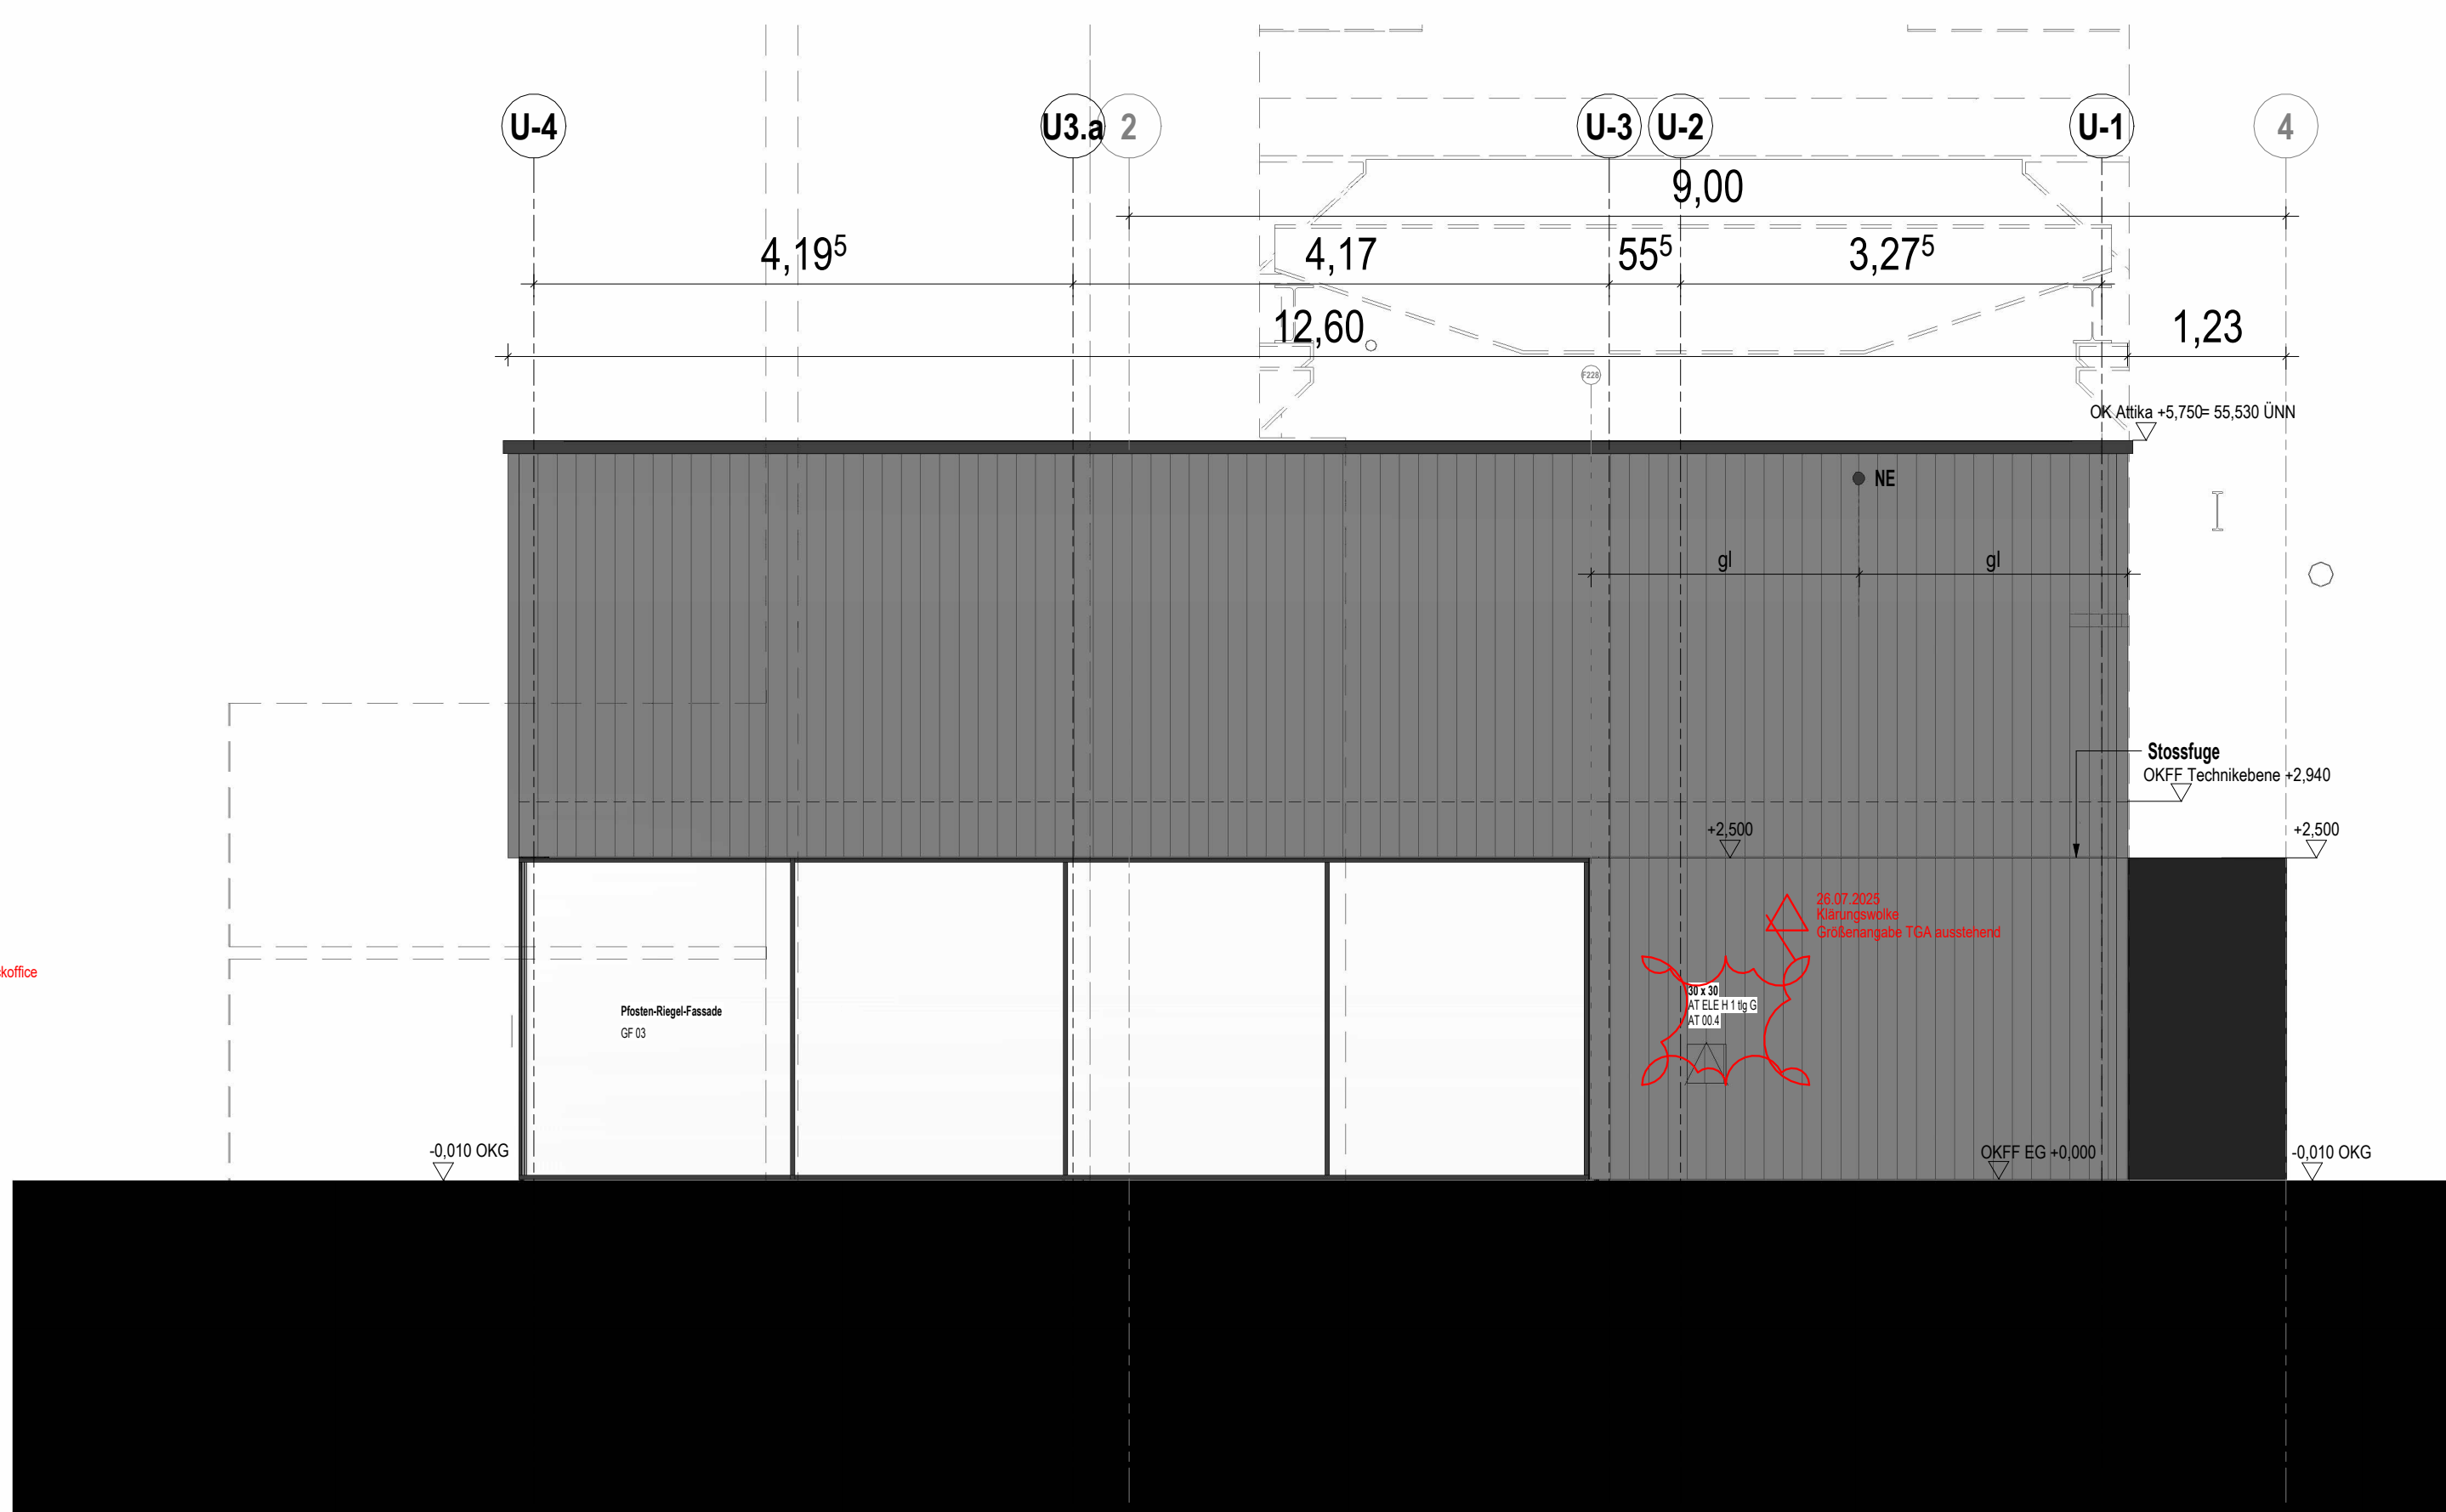 U-4
U3.a
2
U-3
U-2
U-1
4
9,00
4,19⁵
4,17
55⁵
3,27⁵
12,60
1,23
F228
OK Attika +5,750= 55,530 ÜNN
NE
gl
gl
Stossfuge
OKFF Technikebene +2,940
+2,500
+2,500
26.07.2025
Klärungswolke
Größenangabe TGA ausstehend
koffice
30 x 30
AT ELE H 1 tlg G
AT 00.4
Pfosten-Riegel-Fassade
GF 03
-0,010 OKG
OKFF EG +0,000
-0,010 OKG